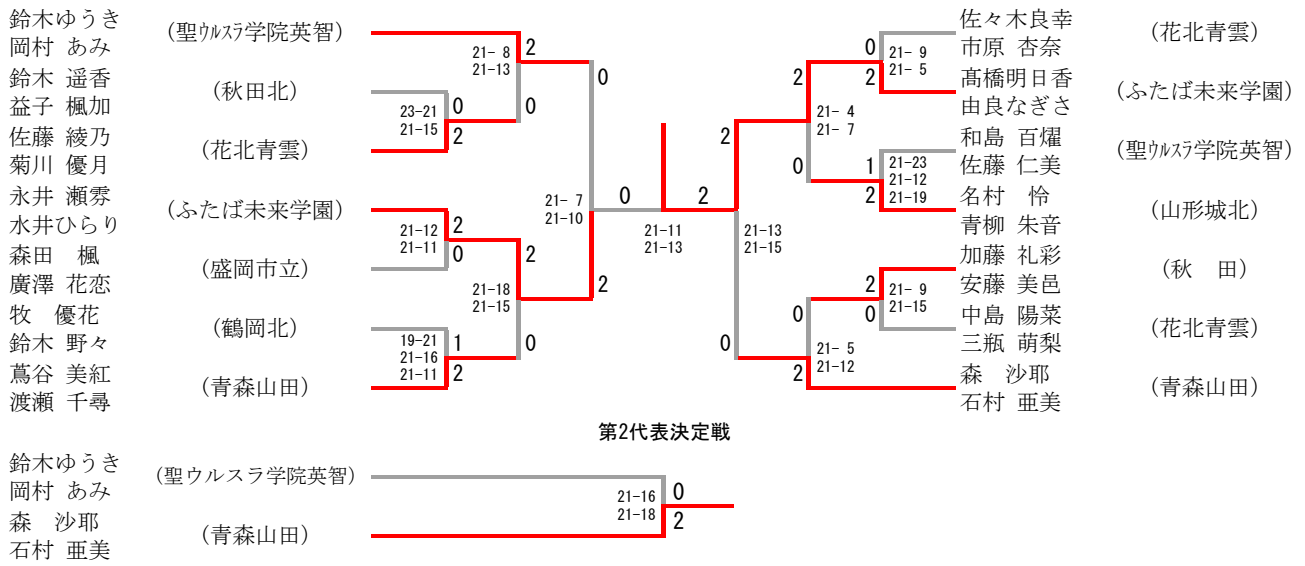 鈴木ゆうき
岡村 あみ
(聖ｳﾙｽﾗ学院英智)
鈴木 遥香
益子 楓加
(秋田北)
佐藤 綾乃
菊川 優月
(花北青雲)
永井 瀬雰
水井ひらり
(ふたば未来学園)
森田 楓
廣澤 花恋
(盛岡市立)
牧 優花
鈴木 野々
(鶴岡北)
蔦谷 美紅
渡瀬 千尋
(青森山田)
21- 8
21-13
2
0
23-21
21-15
0
2
21-12
21-11
2
0
19-21
21-16
21-11
1
2
21-18
21-15
2
0
21- 7
21-10
0
2
0
2
21-11
21-13
2
0
21-13
21-15
2
0
21- 4
21- 7
0
2
21- 9
21- 5
1
2
21-23
21-12
21-19
2
0
21- 9
21-15
0
2
21- 5
21-12
佐々木良幸
市原 杏奈
(花北青雲)
髙橋明日香
由良なぎさ
(ふたば未来学園)
和島 百燿
佐藤 仁美
(聖ｳﾙｽﾗ学院英智)
名村 怜
青柳 朱音
(山形城北)
加藤 礼彩
安藤 美邑
(秋 田)
中島 陽菜
三瓶 萌梨
(花北青雲)
森 沙耶
石村 亜美
(青森山田)
第2代表決定戦
鈴木ゆうき
岡村 あみ
(聖ウルスラ学院英智)
森 沙耶
石村 亜美
(青森山田)
21-16
21-18
0
2